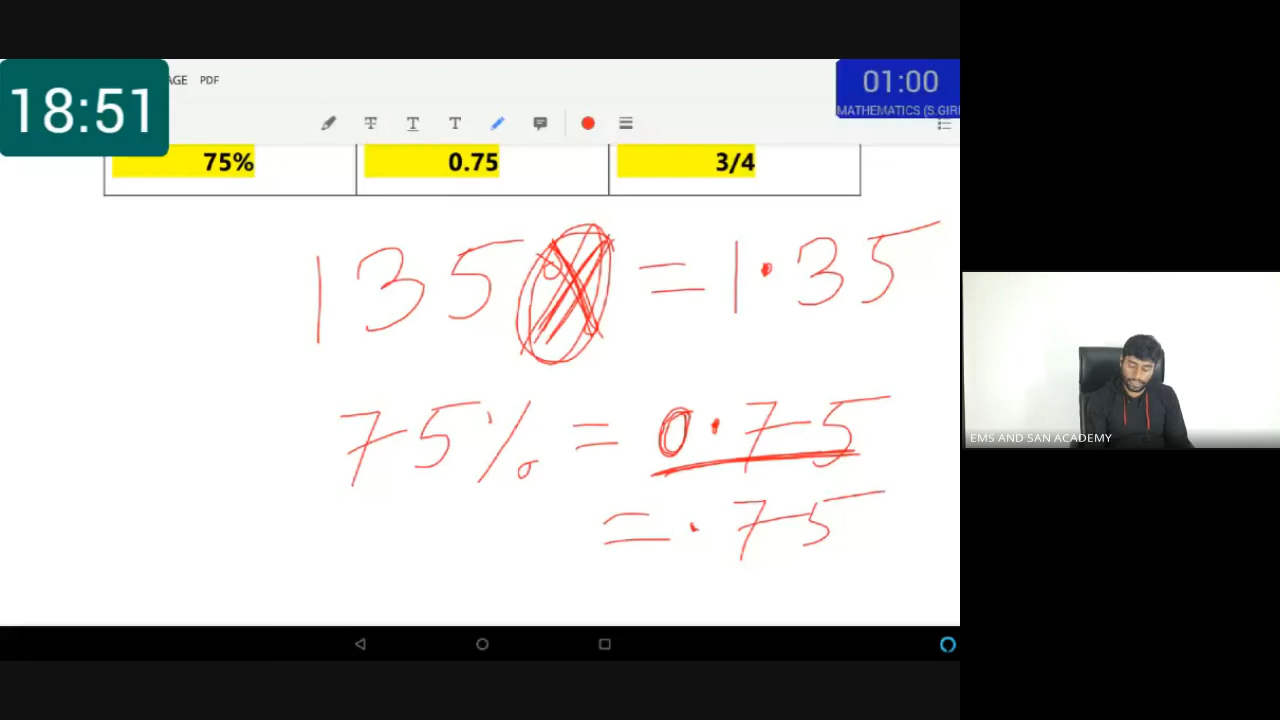 18:51
AGE PDF
01:00
MATHEMATICS (S.GIRI
75% 0.75 3/4
135% = 1.35
75% = 0.75
= .75
EMS AND SAN ACADEMY